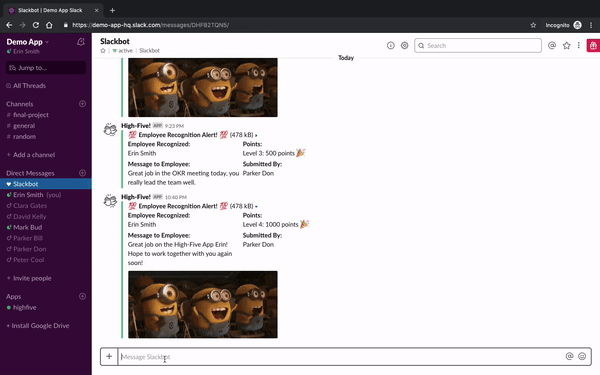 Slackbot | Demo App Slack
https://demo-app-hq.slack.com/messages/DHF82TQN5/
Incognito
Demo App
Erin Smith
Jump to...
All Threads
Channels
# final-project
# general
# random
+ Add a channel
Direct Messages
Slackbot
Erin Smith (you)
Clara Gates
David Kelly
Mark Bud
Parker Bill
Parker Don
Peter Cool
+ Invite people
Apps
highfive
+ Install Google Drive
Slackbot
active | Slackbot
Search
Today
High-Five! APP 9:23 PM
💯 Employee Recognition Alert! 💯 (478 kB)
Employee Recognized: Points:
Erin Smith Level 3: 500 points 🎉
Message to Employee: Submitted By:
Great job in the OKR meeting today, you Parker Don
really lead the team well.
High-Five! APP 10:40 PM
💯 Employee Recognition Alert! 💯 (478 kB)
Employee Recognized: Points:
Erin Smith Level 4: 1000 points 🎉
Message to Employee: Submitted By:
Great job on the High-Five App Erin! Parker Don
Hope to work together with you again
soon!
Message Slackbot